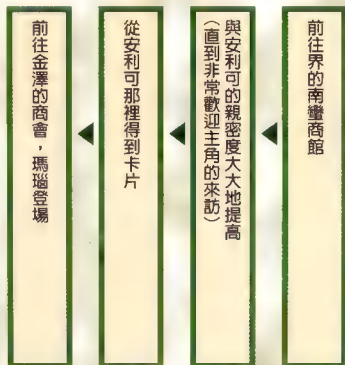 前往界的南蠻商館
與安利可的親密度大大地提高
(直到非常歡迎主角的來訪)
從安利可那裡得到卡片
前往金澤的商會，瑪瑙登場